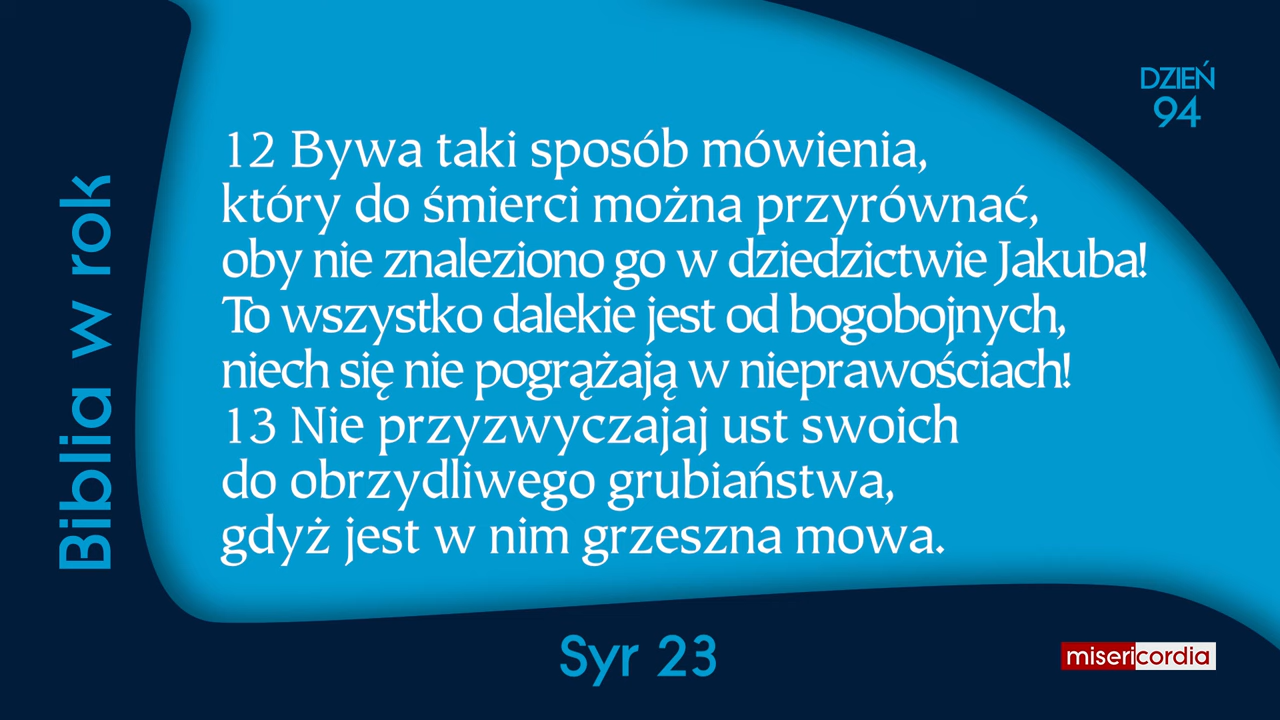 DZIEŃ
94
12 Bywa taki sposób mówienia,
który do śmierci można przyrównać,
oby nie znaleziono go w dziedzictwie Jakuba!
To wszystko dalekie jest od bogobojnych,
niech się nie pogrążają w nieprawościach!
13 Nie przyzwyczajaj ust swoich
do obrzydliwego grubiaństwa,
gdyż jest w nim grzeszna mowa.
Biblia w rok
Syr 23
misericordia